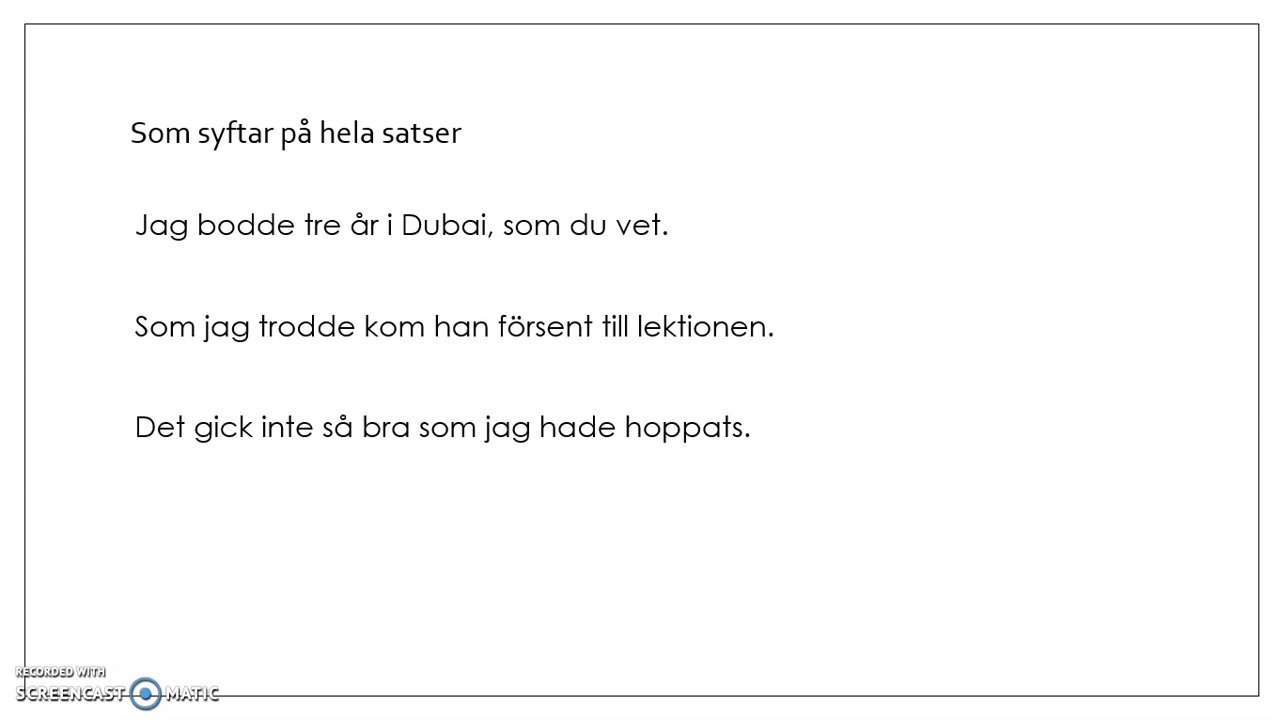 Som syftar på hela satser
Jag bodde tre år i Dubai, som du vet.
Som jag trodde kom han försent till lektionen.
Det gick inte så bra som jag hade hoppats.
RECORDED WITH
SCREENCAST MATIC